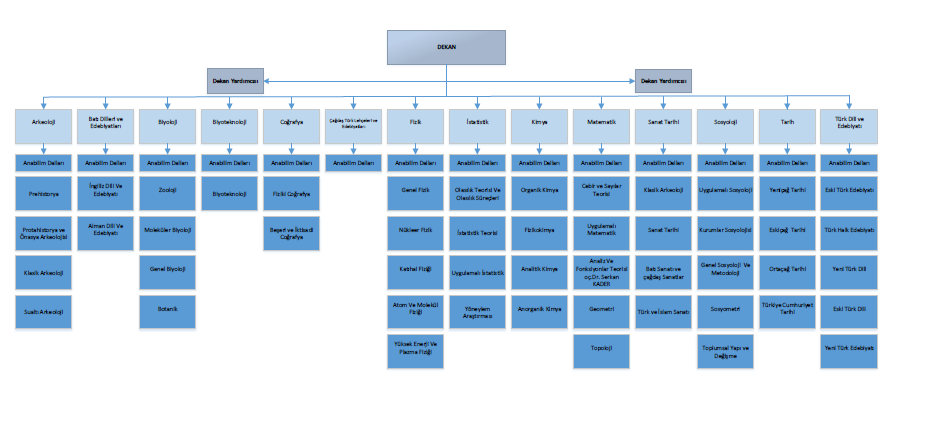 DEKAN
Dekan Yardımcısı
Dekan Yardımcısı
Arkeoloji
Batı Dilleri ve
Edebiyatları
Biyoloji
Biyoteknoloji
Coğrafya
Çağdaş Türk Lehçeleri ve
Edebiyatları
Fizik
İstatistik
Kimya
Matematik
Sanat Tarihi
Sosyoloji
Tarih
Türk Dili ve
Edebiyatı
Anabilim Dalları
Anabilim Dalları
Anabilim Dalları
Anabilim Dalları
Anabilim Dalları
Anabilim Dalları
Anabilim Dalları
Anabilim Dalları
Anabilim Dalları
Anabilim Dalları
Anabilim Dalları
Anabilim Dalları
Anabilim Dalları
Anabilim Dalları
Prehistorya
İngiliz Dili Ve
Edebiyatı
Zooloji
Biyoteknoloji
Fiziki Coğrafya
Genel Fizik
Olasılık Teorisi Ve
Olasılık Süreçleri
Organik Kimya
Cebir ve Sayılar
Teorisi
Klasik Arkeoloji
Uygulamalı Sosyoloji
Yeniçağ Tarihi
Eski Türk Edebiyatı
Protohistorya ve
Önasya Arkeolojisi
Alman Dili Ve
Edebiyatı
Moleküler Biyoloji
Beşeri ve İktisadi
Coğrafya
Nükleer Fizik
İstatistik Teorisi
Fizikokimya
Uygulamalı
Matematik
Sanat Tarihi
Kurumlar Sosyolojisi
Eskiçağ Tarihi
Türk Halk Edebiyatı
Klasik Arkeoloji
Genel Biyoloji
Katıhal Fiziği
Uygulamalı İstatistik
Analitik Kimya
Analiz Ve
Fonksiyonlar Teorisi
oç.Dr. Serkan
KADER
Batı Sanatı ve
çağdaş Sanatlar
Genel Sosyoloji Ve
Metodoloji
Ortaçağ Tarihi
Yeni Türk Dili
Sualtı Arkeoloji
Botanik
Atom Ve Molekül
Fiziği
Yöneylem
Araştırması
Anorganik Kimya
Geometri
Türk ve İslam Sanatı
Sosyometri
Türkiye Cumhuriyet
Tarihi
Eski Türk Dili
Yüksek Enerji Ve
Plazma Fiziği
Topoloji
Toplumsal Yapı ve
Değişme
Yeni Türk Edebiyatı